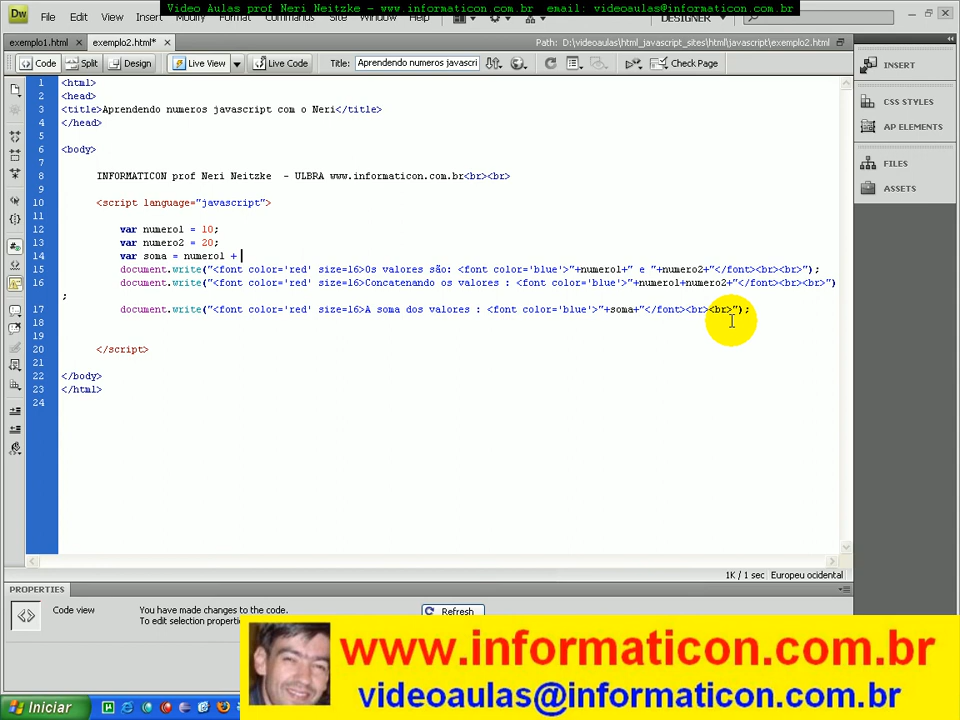 Video Aulas prof Neri Neitzke - www.informaticon.com.br email: videoaulas@informaticon.com.br
Dw File Edit View Insert Modify Format Commands Site Window Help DESIGNER
exemplo1.html exemplo2.html* Path: D:\videoaulas\html_javascript_sites\html\javascript\exemplo2.html
Code Split Design Live View Live Code Title: Aprendendo numeros javascri Check Page
1 <html>
2 <head>
3 <title>Aprendendo numeros javascript com o Neri</title>
4 </head>
5
6 <body>
7
8 INFORMATICON prof Neri Neitzke - ULBRA www.informaticon.com.br<br><br>
9
10 <script language="javascript">
11
12 var numero1 = 10;
13 var numero2 = 20;
14 var soma = numero1 +
15 document.write("<font color='red' size=16>Os valores são: <font color='blue'>"+numero1+" e "+numero2+"</font><br><br>");
16 document.write("<font color='red' size=16>Concatenando os valores : <font color='blue'>"+numero1+numero2+"</font><br><br>")
;
17 document.write("<font color='red' size=16>A soma dos valores : <font color='blue'>"+soma+"</font><br><br>");
18
19
20 </script>
21
22 </body>
23 </html>
24
INSERT
CSS STYLES
AP ELEMENTS
FILES
ASSETS
1K / 1 sec Europeu ocidental
PROPERTIES
Code view You have made changes to the code. Refresh
To edit selection properti
www.informaticon.com.br
videoaulas@informaticon.com.br
Iniciar